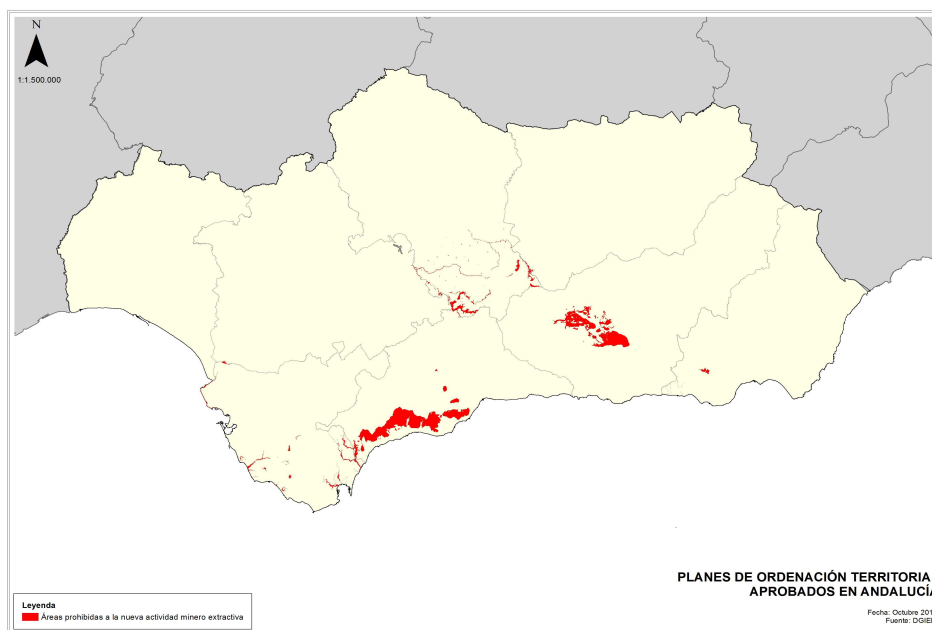 N
1:1.500.000
PLANES DE ORDENACIÓN TERRITORIA
APROBADOS EN ANDALUCÍA
Fecha: Octubre 201
Fuente: DGIE
Leyenda
Áreas prohibidas a la nueva actividad minero extractiva